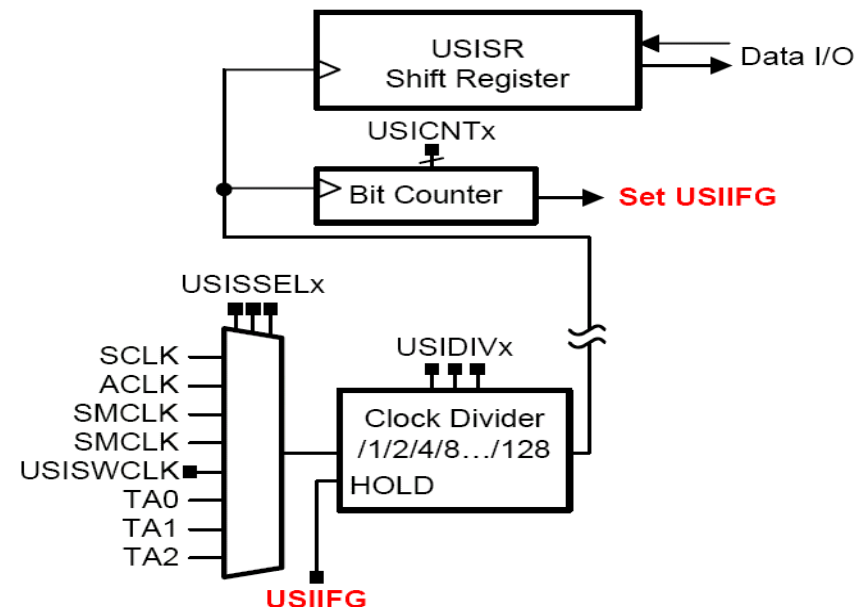 USISR
Shift Register
Data I/O
USICNTx
Bit Counter
Set USIIFG
USISSELx
SCLK
ACLK
SMCLK
SMCLK
USISWCLK
TA0
TA1
TA2
USIDIVx
Clock Divider
/1/2/4/8.../128
HOLD
USIIFG